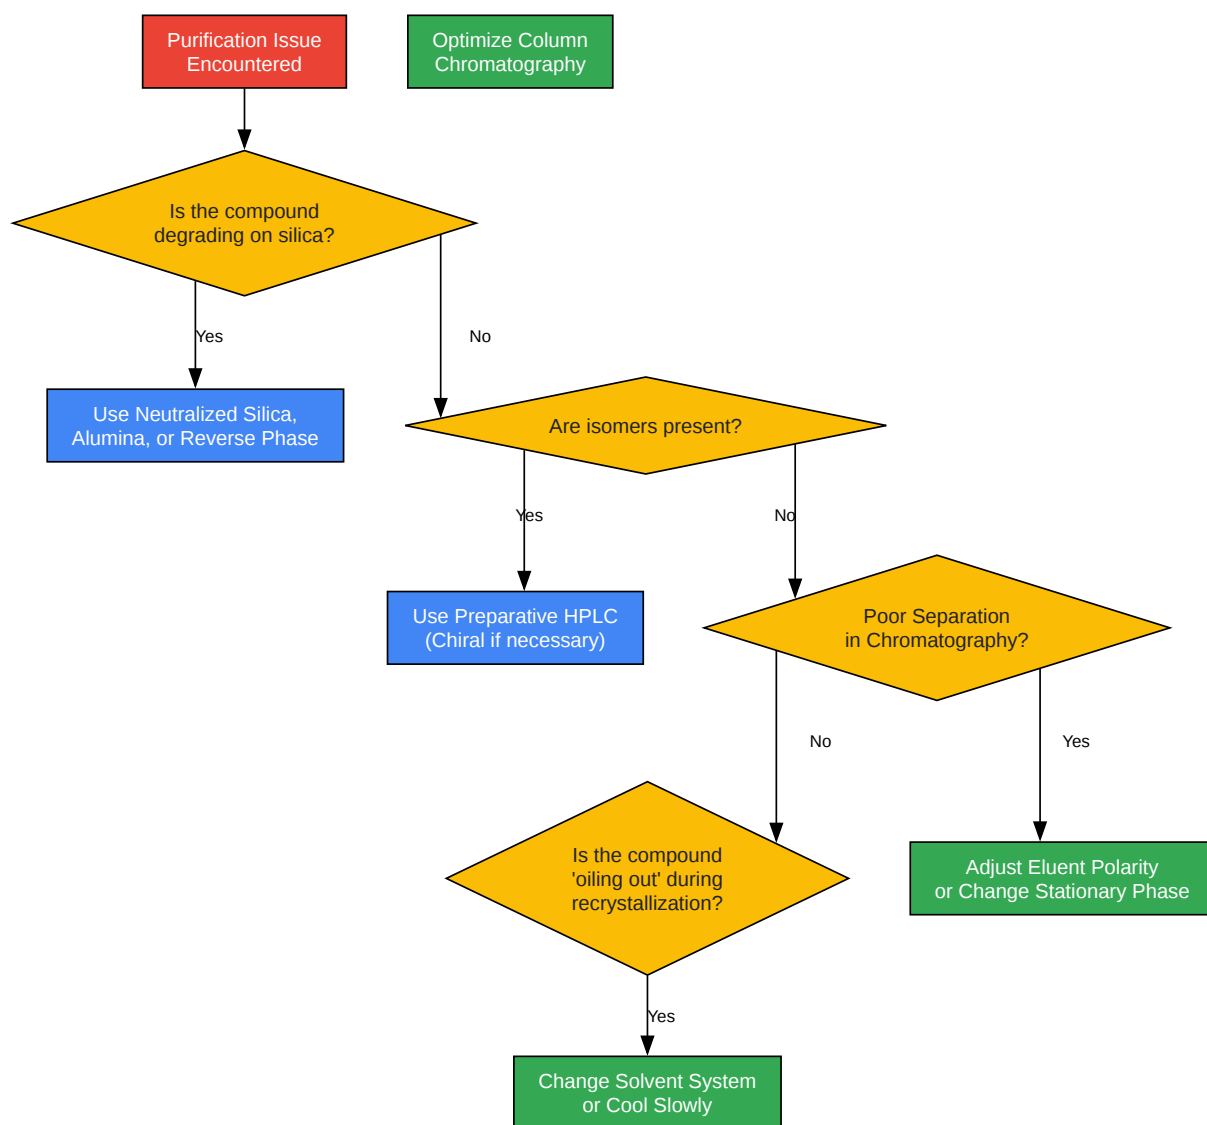 Purification Issue
Encountered
Optimize Column
Chromatography
Is the compound
degrading on silica?
Yes
No
Use Neutralized Silica,
Alumina, or Reverse Phase
Are isomers present?
Yes
No
Use Preparative HPLC
(Chiral if necessary)
Poor Separation
in Chromatography?
No
Yes
Is the compound
'oiling out' during
recrystallization?
Adjust Eluent Polarity
or Change Stationary Phase
Yes
Change Solvent System
or Cool Slowly